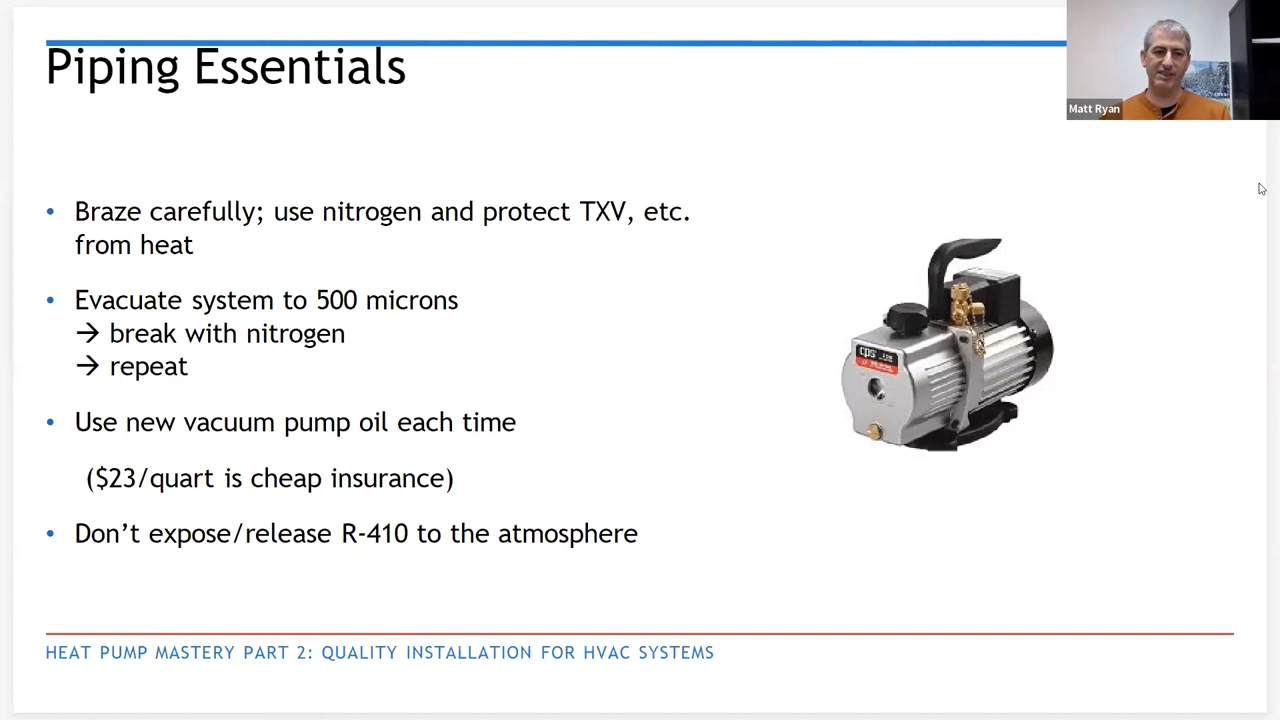 Piping Essentials
Matt Ryan
• Braze carefully; use nitrogen and protect TXV, etc.
from heat
• Evacuate system to 500 microns
→ break with nitrogen
→ repeat
• Use new vacuum pump oil each time
($23/quart is cheap insurance)
• Don’t expose/release R-410 to the atmosphere
cps
HEAT PUMP MASTERY PART 2: QUALITY INSTALLATION FOR HVAC SYSTEMS